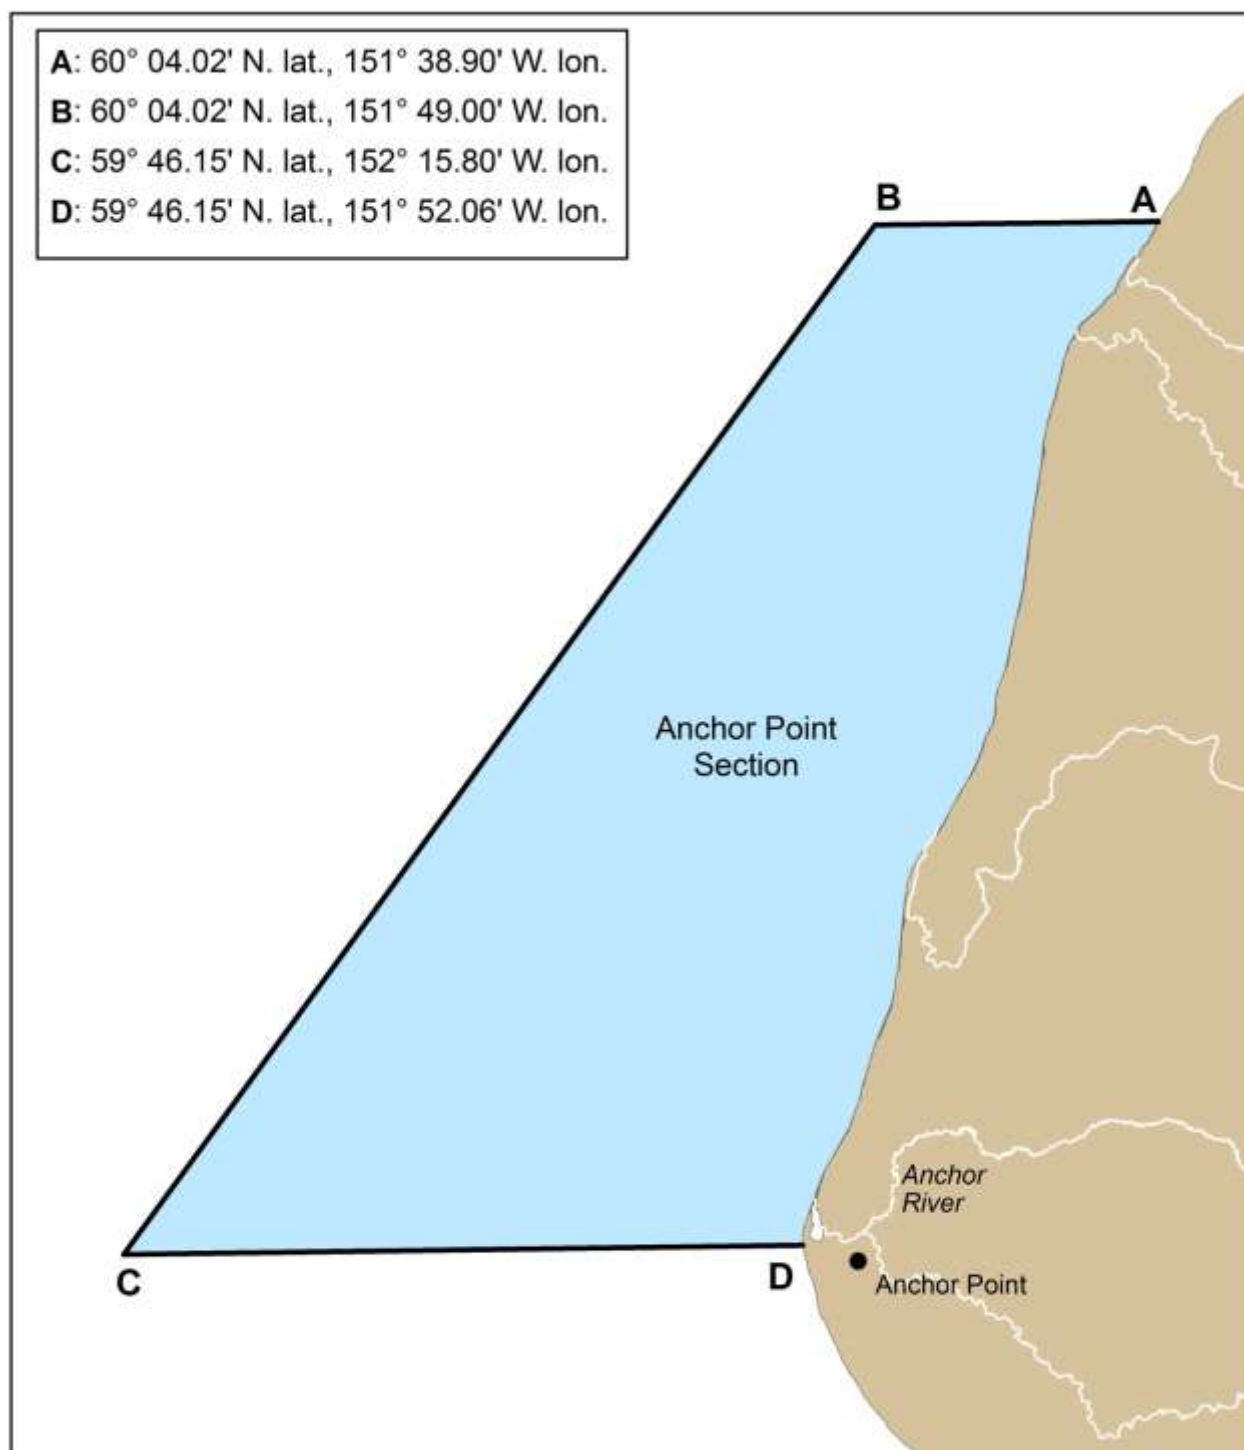 A: 60° 04.02' N. lat., 151° 38.90' W. lon.
B: 60° 04.02' N. lat., 151° 49.00' W. lon.
C: 59° 46.15' N. lat., 152° 15.80' W. lon.
D: 59° 46.15' N. lat., 151° 52.06' W. lon.
B
A
Anchor Point
Section
Anchor
River
C
D
Anchor Point